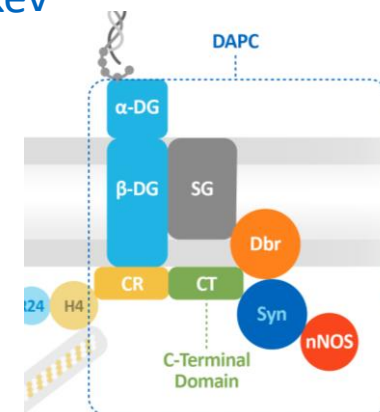 DAPC
α-DG
β-DG
SG
Dbr
CR
CT
H4
Syn
nNOS
C-Terminal
Domain